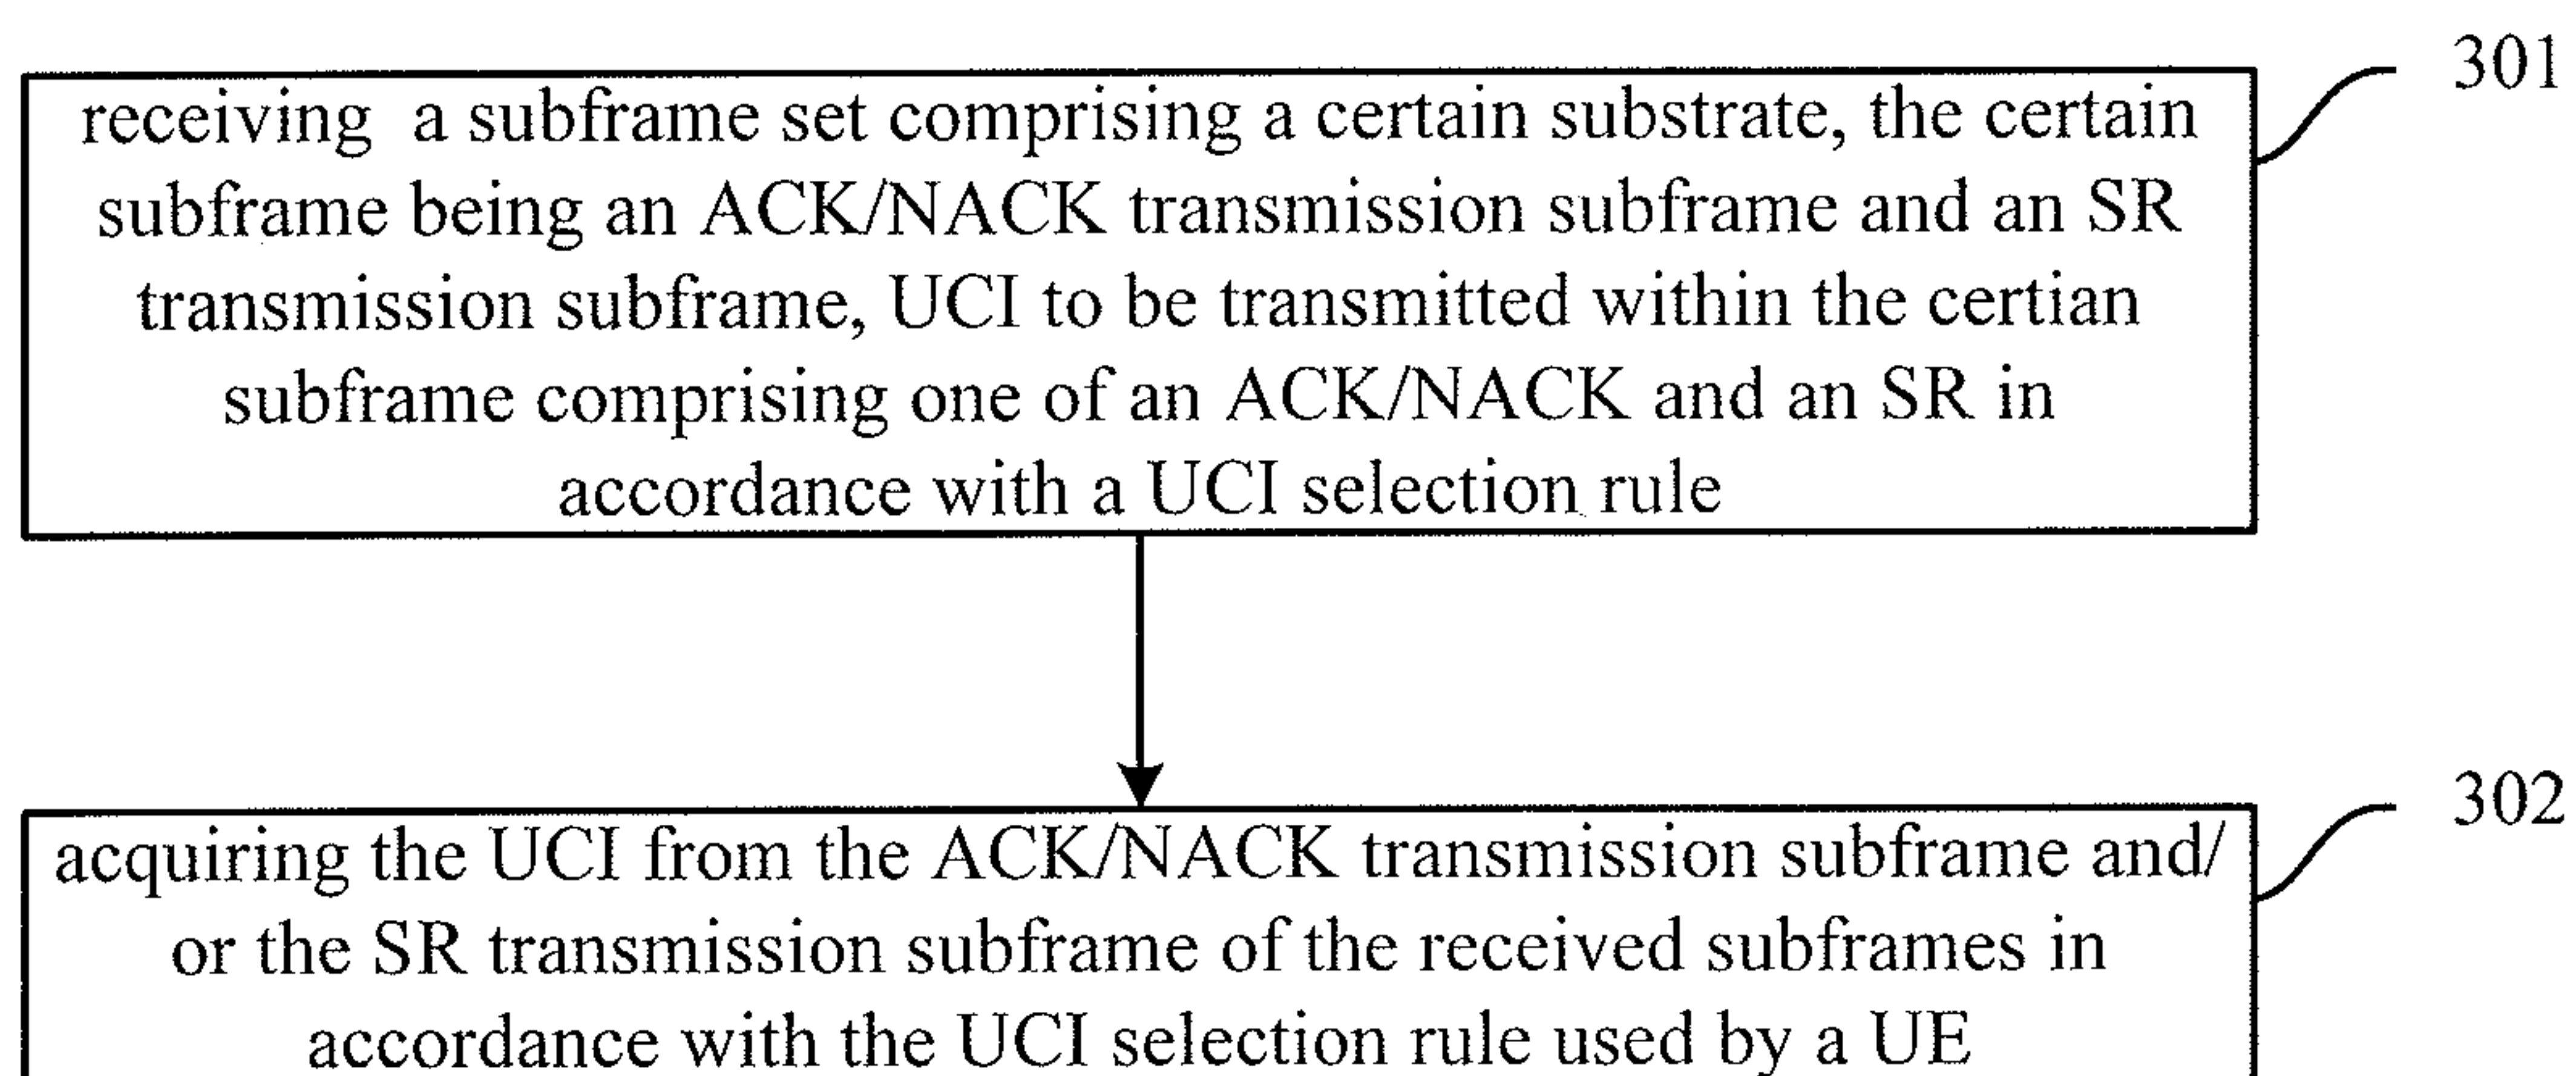 301
receiving a subframe set comprising a certain substrate, the certain
subframe being an ACK/NACK transmission subframe and an SR
transmission subframe, UCI to be transmitted within the certian
subframe comprising one of an ACK/NACK and an SR in
accordance with a UCI selection rule
302
acquiring the UCI from the ACK/NACK transmission subframe and/
or the SR transmission subframe of the received subframes in
accordance with the UCI selection rule used by a UE